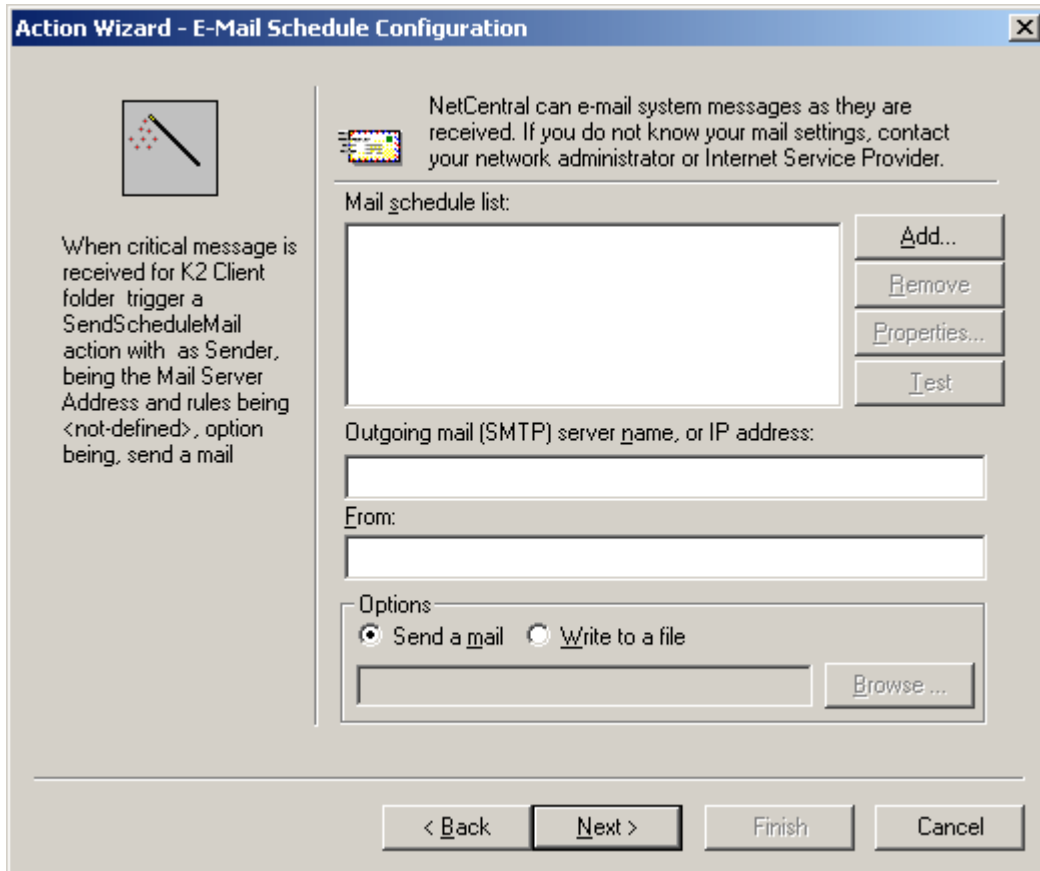 Action Wizard - E-Mail Schedule Configuration
NetCentral can e-mail system messages as they are
received. If you do not know your mail settings, contact
your network administrator or Internet Service Provider.
When critical message is
received for K2 Client
folder  trigger a
SendScheduleMail
action with  as Sender,
being the Mail Server
Address and rules being
<not-defined>, option
being, send a mail
Mail schedule list:
Add...
Remove
Properties...
Test
Outgoing mail (SMTP) server name, or IP address:
From:
Options
Send a mail
Write to a file
Browse ...
< Back
Next >
Finish
Cancel